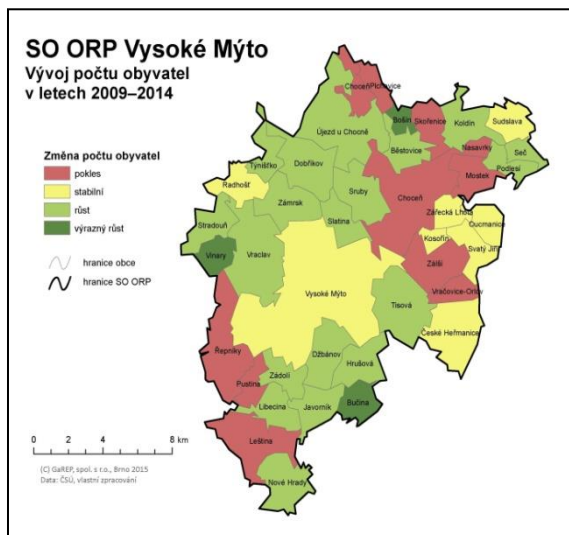 SO ORP Vysoké Mýto
Vývoj počtu obyvatel
v letech 2009–2014
Změna počtu obyvatel
pokles
stabilní
růst
výrazný růst
hranice obce
hranice SO ORP
Choceň
Plchovice
Bošín
Skořenice
Koldín
Sudslava
Újezd u Chocně
Běstovice
Nasavrky
Seč
Týnišťko
Dobříkov
Podlesí
Mostek
Radhošť
Sruby
Choceň
Zámrsk
Zářecká Lhota
Oucmanice
Stradouň
Slatina
Kosořín
Svatý Jiří
Vinary
Vraclav
Zálší
Vysoké Mýto
Vračovice-Orlov
Tisová
České Heřmanice
Řepníky
Džbánov
Hrušová
Zádolí
Pustina
Libecina
Javorník
Bučina
Leština
Nové Hrady
0 2 4 8 km
(C) GaREP, spol. s r.o., Brno 2015
Data: ČSÚ, vlastní zpracování